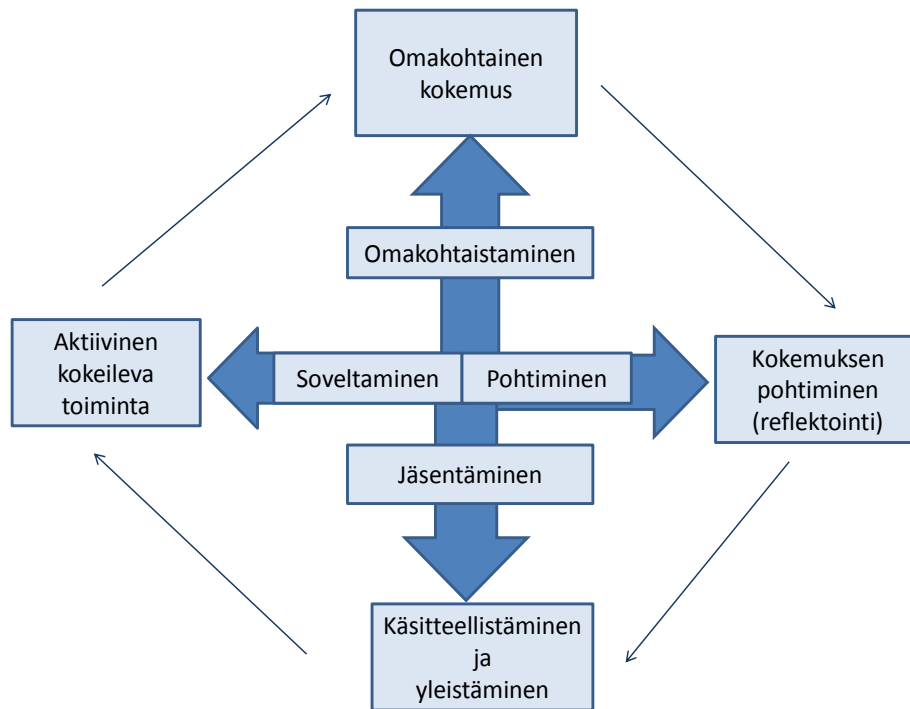 Omakohtainen
kokemus
Omakohtaistaminen
Aktiivinen
kokeileva
toiminta
Soveltaminen
Pohtiminen
Kokemuksen
pohtiminen
(reflektointi)
Jäsentäminen
Käsitteellistäminen
ja
yleistäminen